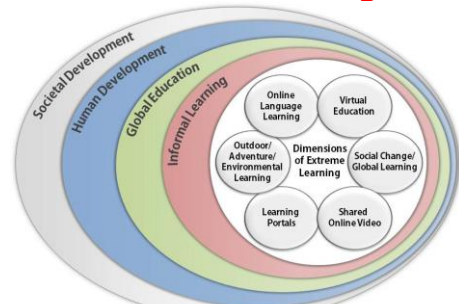 Societal Development
Human Development
Global Education
Informal Learning
Online
Language
Learning
Virtual
Education
Outdoor/
Adventure/
Environmental
Learning
Dimensions
of Extreme
Learning
Social Change/
Global Learning
Learning
Portals
Shared
Online Video